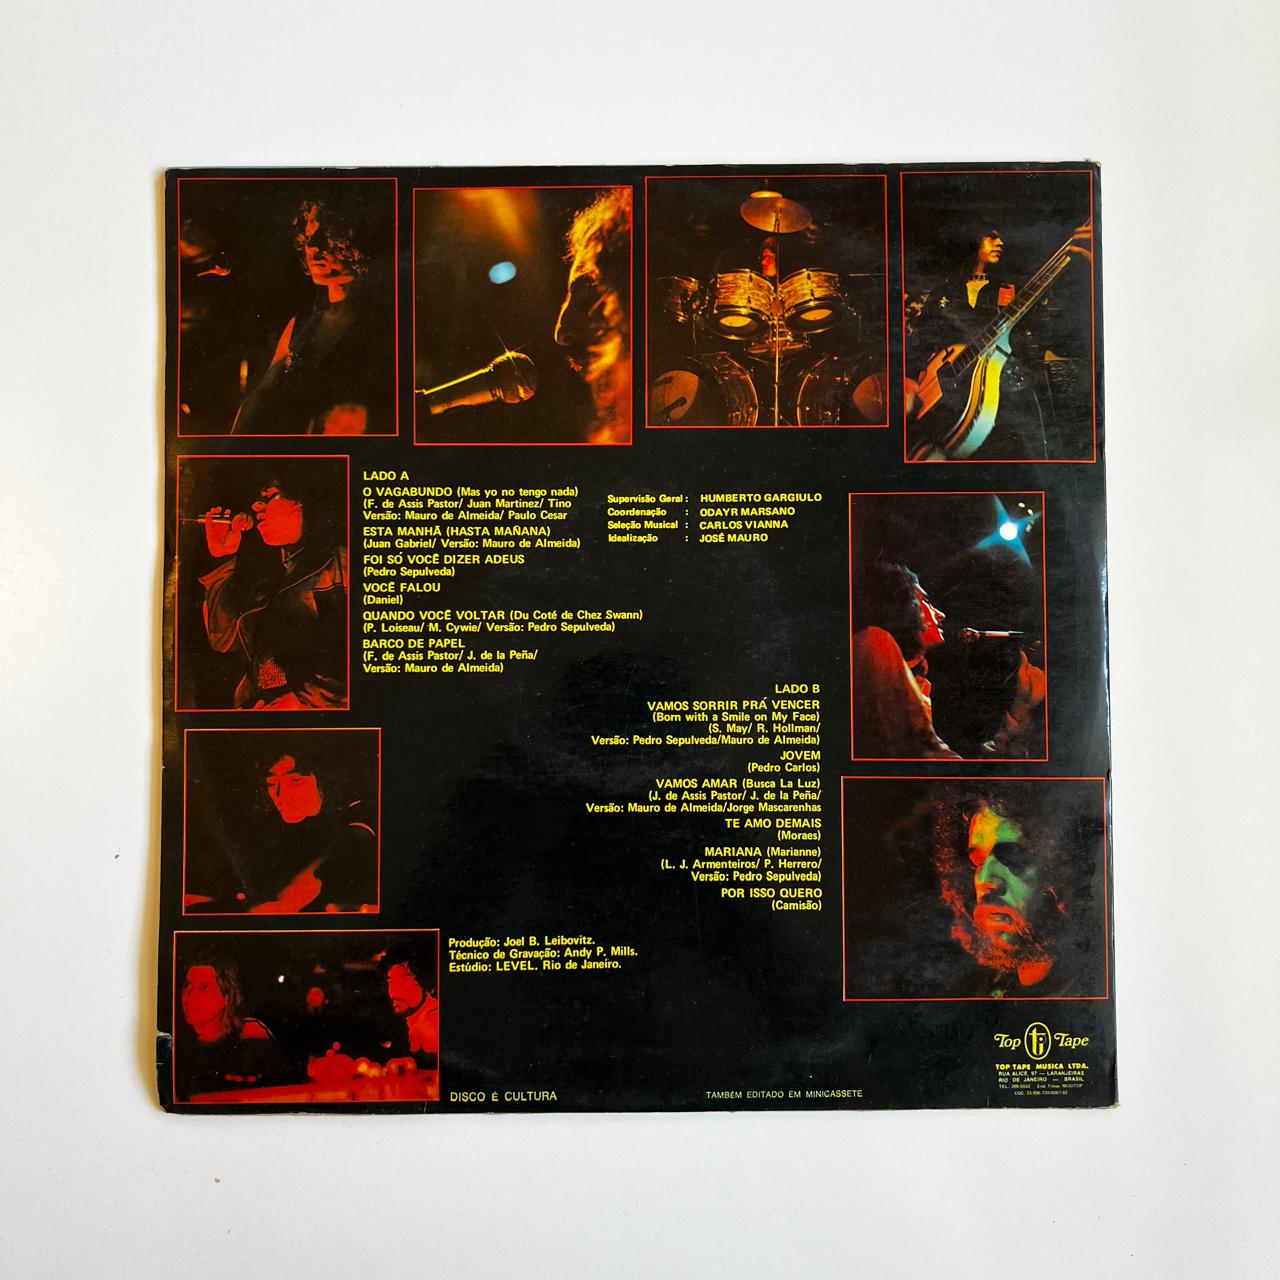 LADO A
O VAGABUNDO (Mas yo no tengo nada)
(F. de Assis Pastor/ Juan Martinez/ Tino
Versão: Mauro de Almeida/ Paulo Cesar
ESTA MANHÃ (HASTA MAÑANA)
(Juan Gabriel/ Versão: Mauro de Almeida)
FOI SÓ VOCÊ DIZER ADEUS
(Pedro Sepulveda)
VOCÊ FALOU
(Daniel)
QUANDO VOCÊ VOLTAR (Du Coté de Chez Swann)
(P. Loiseau/ M. Cywie/ Versão: Pedro Sepulveda)
BARCO DE PAPEL
(F. de Assis Pastor/ J. de la Peña/
Versão: Mauro de Almeida)
Supervisão Geral : HUMBERTO GARGIULO
Coordenação : ODAYR MARSANO
Seleção Musical : CARLOS VIANNA
Idealização : JOSÉ MAURO
LADO B
VAMOS SORRIR PRÁ VENCER
(Born with a Smile on My Face)
(S. May/ R. Hollman/
Versão: Pedro Sepulveda/Mauro de Almeida)
JOVEM
(Pedro Carlos)
VAMOS AMAR (Busca La Luz)
(J. de Assis Pastor/ J. de la Peña/
Versão: Mauro de Almeida/Jorge Mascarenhas
TE AMO DEMAIS
(Moraes)
MARIANA (Marianne)
(L. J. Armenteiros/ P. Herrero/
Versão: Pedro Sepulveda)
POR ISSO QUERO
(Camisão)
Produção: Joel B. Leibovitz.
Técnico de Gravação: Andy P. Mills.
Estúdio: LEVEL. Rio de Janeiro.
Top tt Tape
TOP TAPE MUSICA LTDA.
RUA ALICE, 97 — LARANJEIRAS
RIO DE JANEIRO — BRASIL
DISCO É CULTURA
TAMBÉM EDITADO EM MINICASSETE